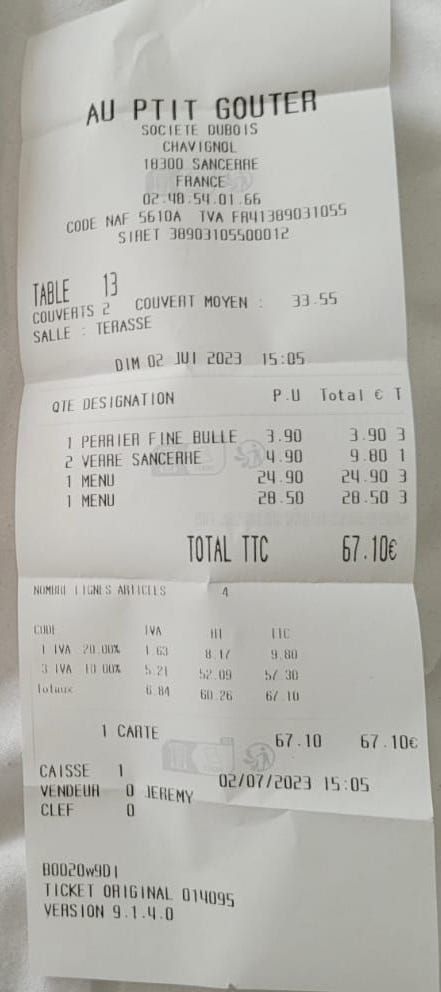 AU PTIT GOUTER
SOCIETE DUBOIS
CHAVIGNOL
18300 SANCERRE
FRANCE
02.48.54.01.66
CODE NAF 5610A TVA FR41389031055
SIRET 38903105500012
TABLE 13
COUVERTS 2 COUVERT MOYEN : 33.55
SALLE : TERASSE
DIM 02 JUI 2023 15:05
QTE DESIGNATION P.U Total € T
1 PERRIER FINE BULLE 3.90 3.90 3
2 VERRE SANCERRE 4.90 9.80 1
1 MENU 24.90 24.90 3
1 MENU 28.50 28.50 3
TOTAL TTC 67.10€
NOMBRE LIGNES ARTICLES 4
CODE TVA HT TTC
1 TVA 20.00% 1.63 8.17 9.80
3 TVA 10.00% 5.21 52.09 57.30
Totaux 6.84 60.26 67.10
1 CARTE 67.10 67.10€
CAISSE 1
VENDEUR 0 JEREMY 02/07/2023 15:05
CLEF 0
B0020w9D1
TICKET ORIGINAL 014095
VERSION 9.1.4.0